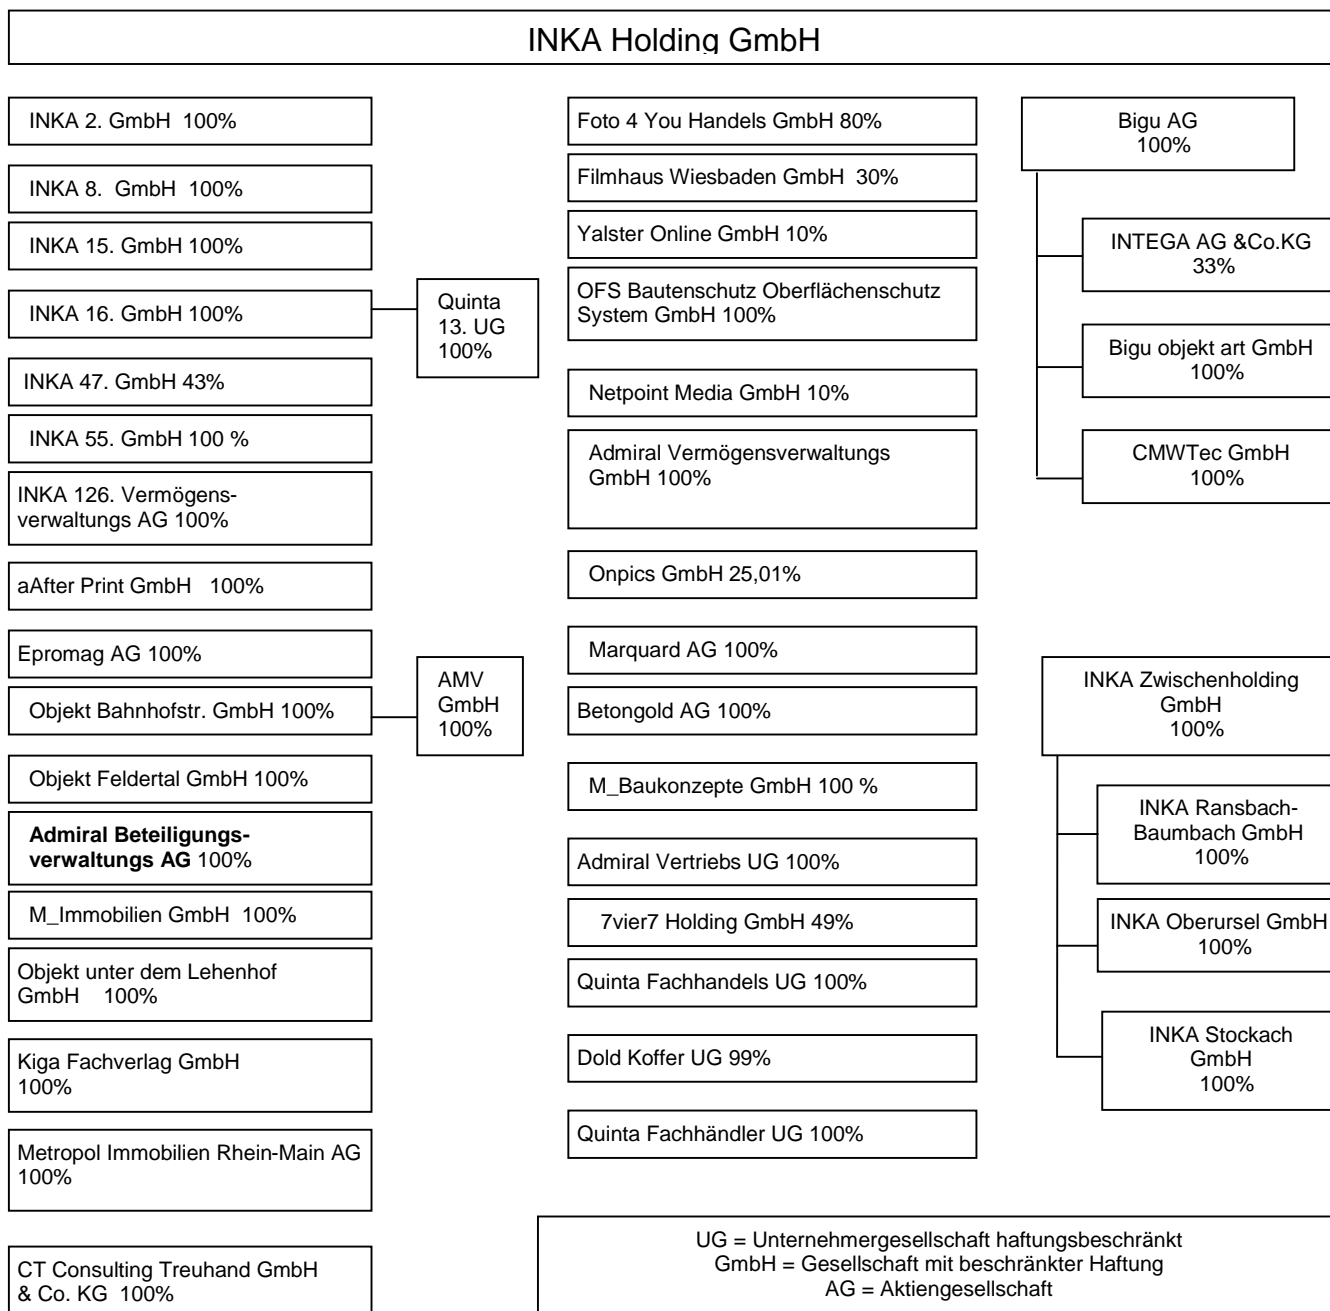 INKA Holding GmbH
INKA 2. GmbH 100%
INKA 8. GmbH 100%
INKA 15. GmbH 100%
INKA 16. GmbH 100%
Quinta
13. UG
100%
INKA 47. GmbH 43%
INKA 55. GmbH 100 %
INKA 126. Vermögens-
verwaltungs AG 100%
aAfter Print GmbH 100%
Epromag AG 100%
Objekt Bahnhofstr. GmbH 100%
AMV
GmbH
100%
Objekt Feldertal GmbH 100%
Admiral Beteiligungs-
verwaltungs AG 100%
M_Immobilien GmbH 100%
Objekt unter dem Lehenhof
GmbH 100%
Kiga Fachverlag GmbH
100%
Metropol Immobilien Rhein-Main AG
100%
CT Consulting Treuhand GmbH
& Co. KG 100%
Foto 4 You Handels GmbH 80%
Filmhaus Wiesbaden GmbH 30%
Yalster Online GmbH 10%
OFS Bautenschutz Oberflächenschutz
System GmbH 100%
Netpoint Media GmbH 10%
Admiral Vermögensverwaltungs
GmbH 100%
Onpics GmbH 25,01%
Marquard AG 100%
Betongold AG 100%
M_Baukonzepte GmbH 100 %
Admiral Vertriebs UG 100%
7vier7 Holding GmbH 49%
Quinta Fachhandels UG 100%
Dold Koffer UG 99%
Quinta Fachhändler UG 100%
Bigu AG
100%
INTEGA AG &Co.KG
33%
Bigu objekt art GmbH
100%
CMWTec GmbH
100%
INKA Zwischenholding
GmbH
100%
INKA Ransbach-
Baumbach GmbH
100%
INKA Oberursel GmbH
100%
INKA Stockach
GmbH
100%
UG = Unternehmergesellschaft haftungsbeschränkt
GmbH = Gesellschaft mit beschränkter Haftung
AG = Aktiengesellschaft